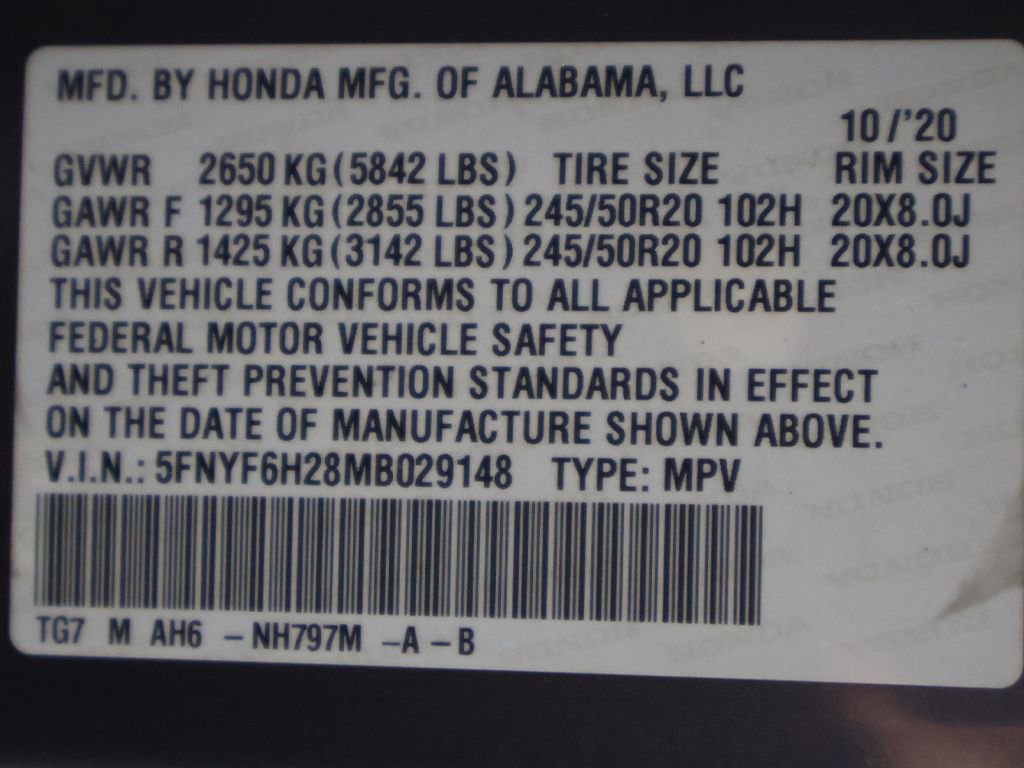 MFD. BY HONDA MFG. OF ALABAMA, LLC
10/'20
GVWR 2650 KG (5842 LBS) TIRE SIZE RIM SIZE
GAWR F 1295 KG (2855 LBS) 245/50R20 102H 20X8.0J
GAWR R 1425 KG (3142 LBS) 245/50R20 102H 20X8.0J
THIS VEHICLE CONFORMS TO ALL APPLICABLE
FEDERAL MOTOR VEHICLE SAFETY
AND THEFT PREVENTION STANDARDS IN EFFECT
ON THE DATE OF MANUFACTURE SHOWN ABOVE.
V.I.N.: 5FNYF6H28MB029148 TYPE: MPV
TG7 M AH6 -NH797M -A-B